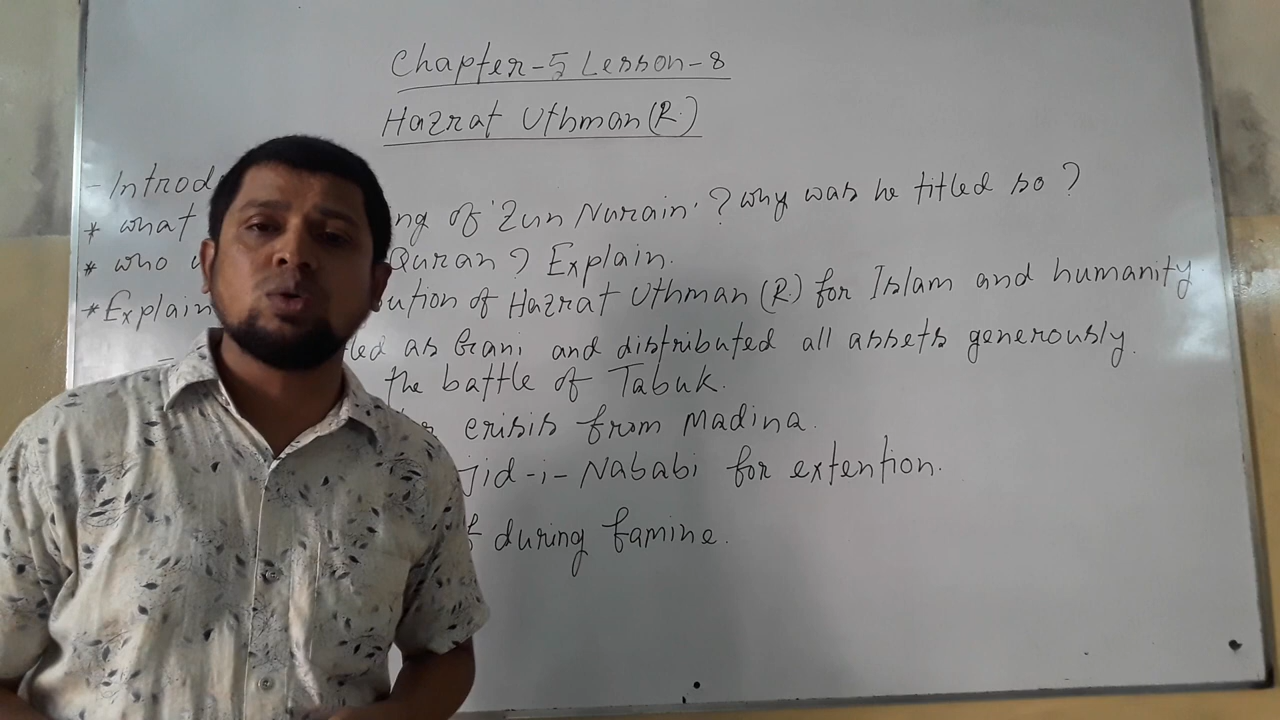 Chapter-5 Lesson-8
Hazrat Uthman (R.)
- Introd
* what ng of 'Zun Nurain'? why was he titled so?
* who Quran? Explain.
* Explain bution of Hazrat Uthman (R.) for Islam and humanity.
- led as Grani and distributed all assets generously.
the battle of Tabuk.
crisis from Madina.
jid-i-Nababi for extention.
f during famine.